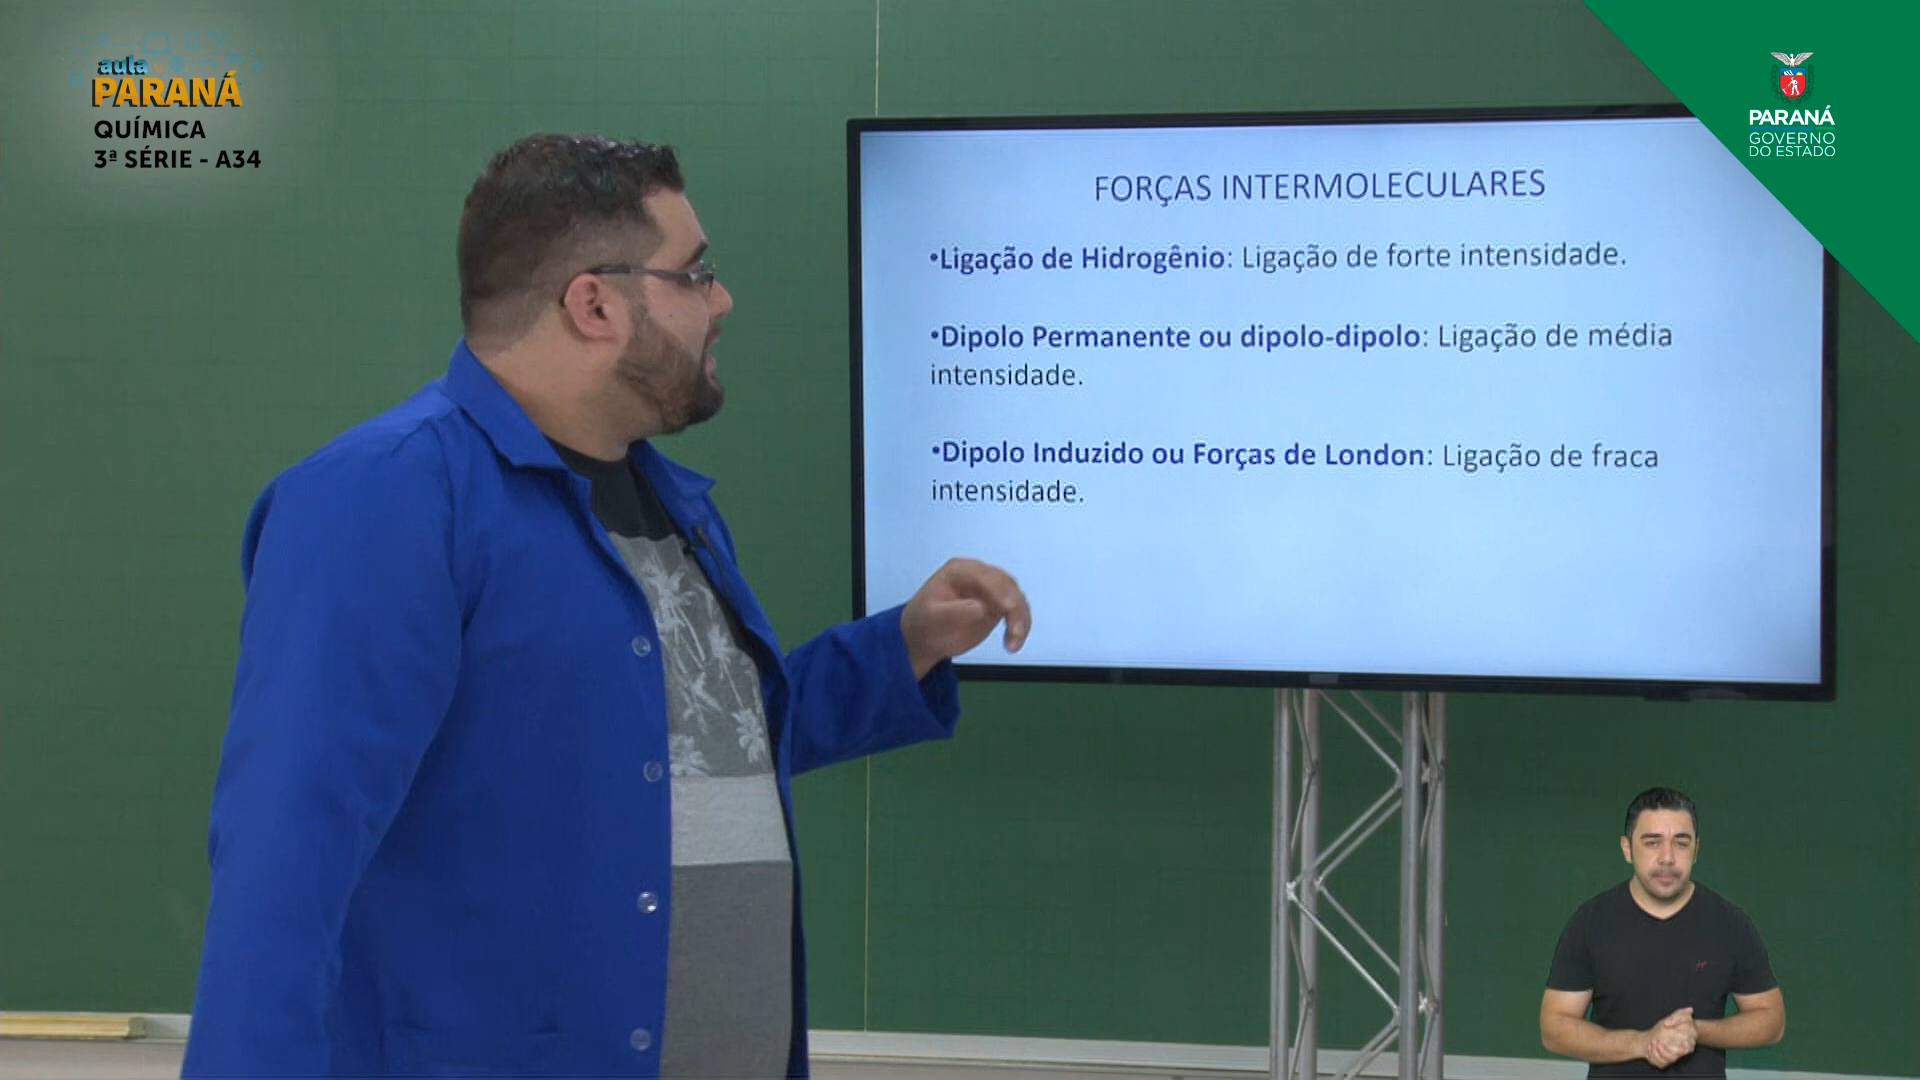 aula
PARANÁ
QUÍMICA
3ª SÉRIE - A34
PARANÁ
GOVERNO
DO ESTADO
FORÇAS INTERMOLECULARES
•Ligação de Hidrogênio: Ligação de forte intensidade.
•Dipolo Permanente ou dipolo-dipolo: Ligação de média
intensidade.
•Dipolo Induzido ou Forças de London: Ligação de fraca
intensidade.